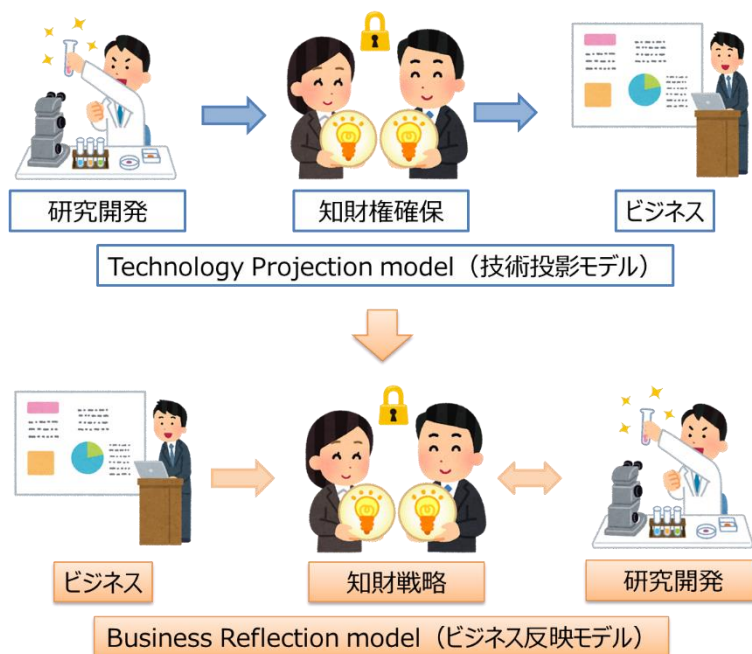 研究開発
知財権確保
ビジネス
Technology Projection model（技術投影モデル）
ビジネス
知財戦略
研究開発
Business Reflection model（ビジネス反映モデル）